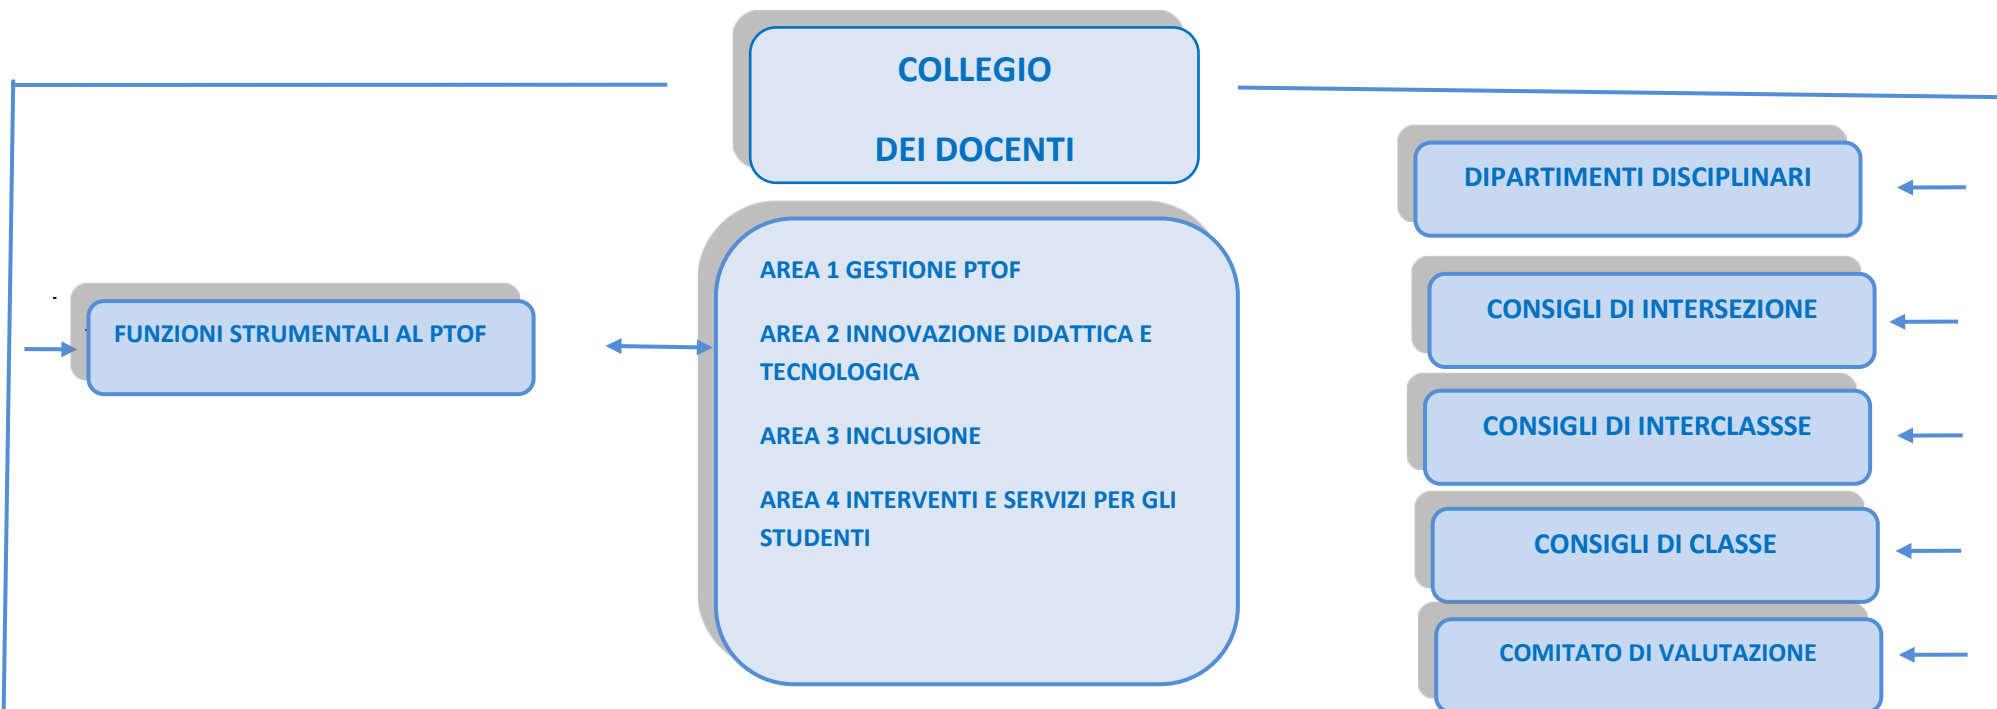 COLLEGIO
DEI DOCENTI
FUNZIONI STRUMENTALI AL PTOF
AREA 1 GESTIONE PTOF
AREA 2 INNOVAZIONE DIDATTICA E
TECNOLOGICA
AREA 3 INCLUSIONE
AREA 4 INTERVENTI E SERVIZI PER GLI
STUDENTI
DIPARTIMENTI DISCIPLINARI
CONSIGLI DI INTERSEZIONE
CONSIGLI DI INTERCLASSSE
CONSIGLI DI CLASSE
COMITATO DI VALUTAZIONE